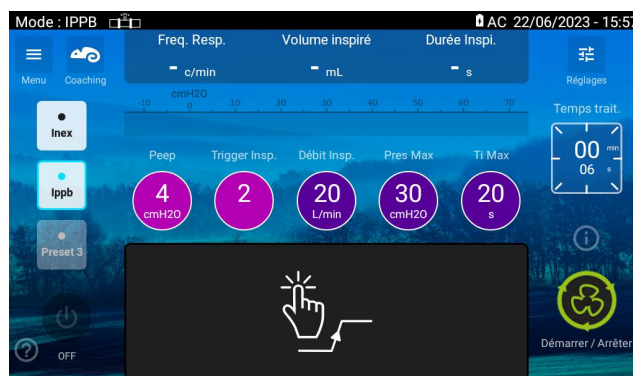 Mode : IPPB
AC 22/06/2023 - 15:57
Menu
Coaching
Freq. Resp.
- c/min
Volume inspiré
- mL
Durée Inspi.
- s
Réglages
cmH2O
-10 0 10 20 30 40 50 60 70
Temps trait.
00 min
06 s
Inex
Ippb
Preset 3
Peep
4
cmH2O
Trigger Insp.
2
Débit Insp.
20
L/min
Pres Max
30
cmH2O
Ti Max
20
s
i
?
OFF
Démarrer / Arrêter